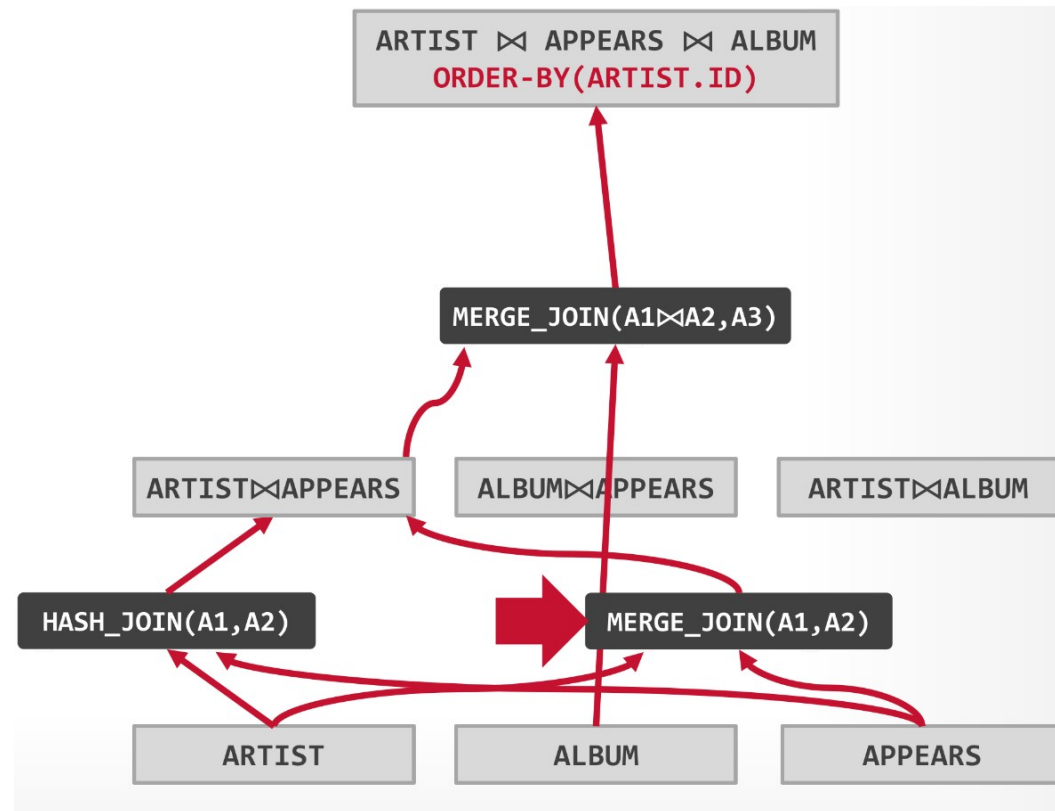 ARTIST ⋈ APPEARS ⋈ ALBUM
ORDER-BY(ARTIST.ID)
MERGE_JOIN(A1⋈A2,A3)
ARTIST⋈APPEARS
ALBUM⋈APPEARS
ARTIST⋈ALBUM
HASH_JOIN(A1,A2)
MERGE_JOIN(A1,A2)
ARTIST
ALBUM
APPEARS